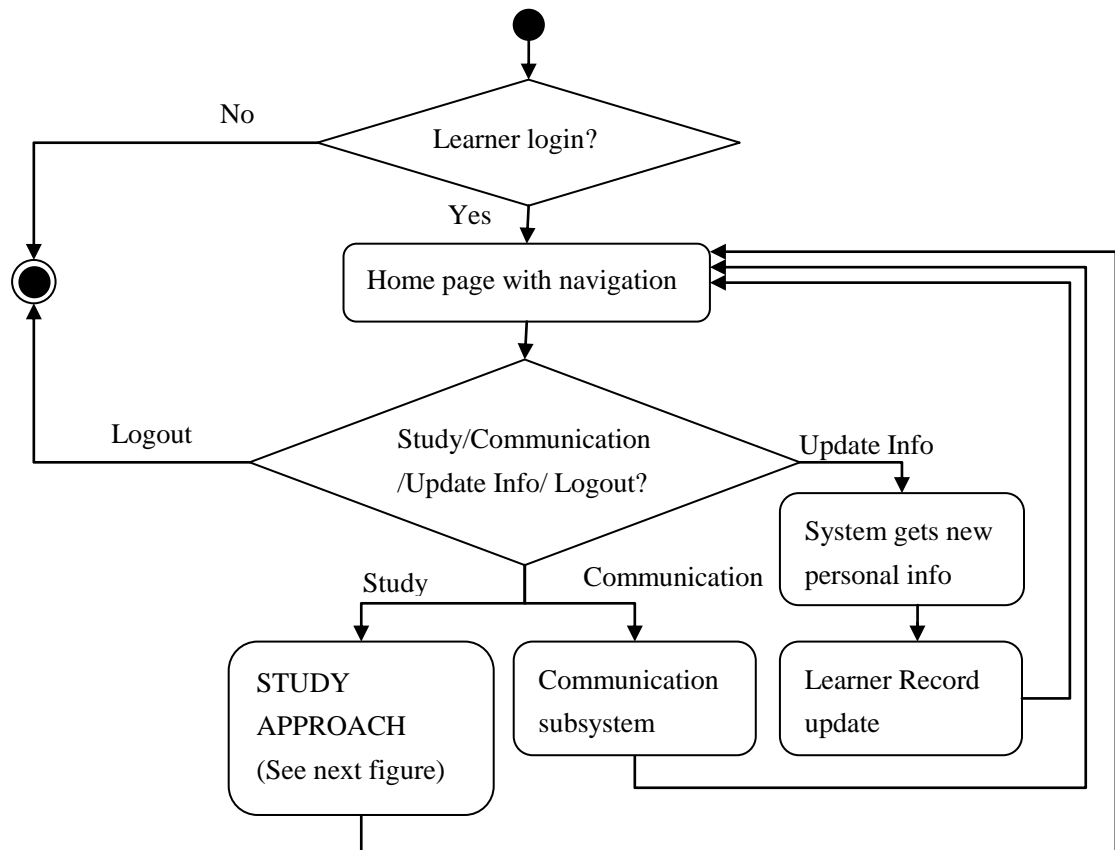 No
Learner login?
Yes
Home page with navigation
Logout
Study/Communication
/Update Info/ Logout?
Update Info
System gets new
personal info
Study
Communication
STUDY
APPROACH
(See next figure)
Communication
subsystem
Learner Record
update